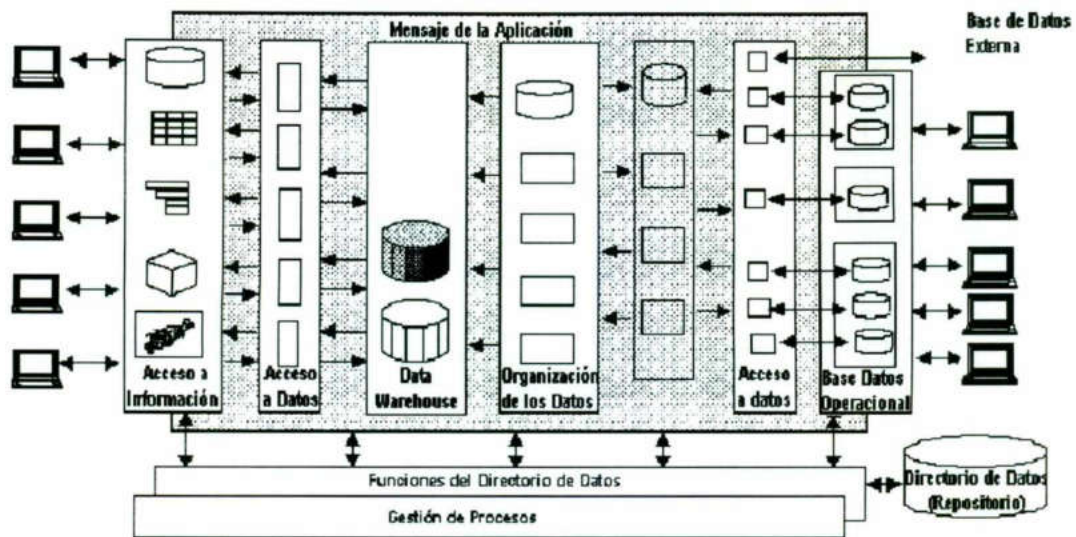 Mensaje de la Aplicación
Base de Datos
Externa
Acceso a
Información
Acceso
a Datos
Data
Warehouse
Organización
de los Datos
Acceso
a datos
Base Datos
Operacional
Funciones del Directorio de Datos
Gestión de Procesos
Directorio de Datos
(Repositorio)